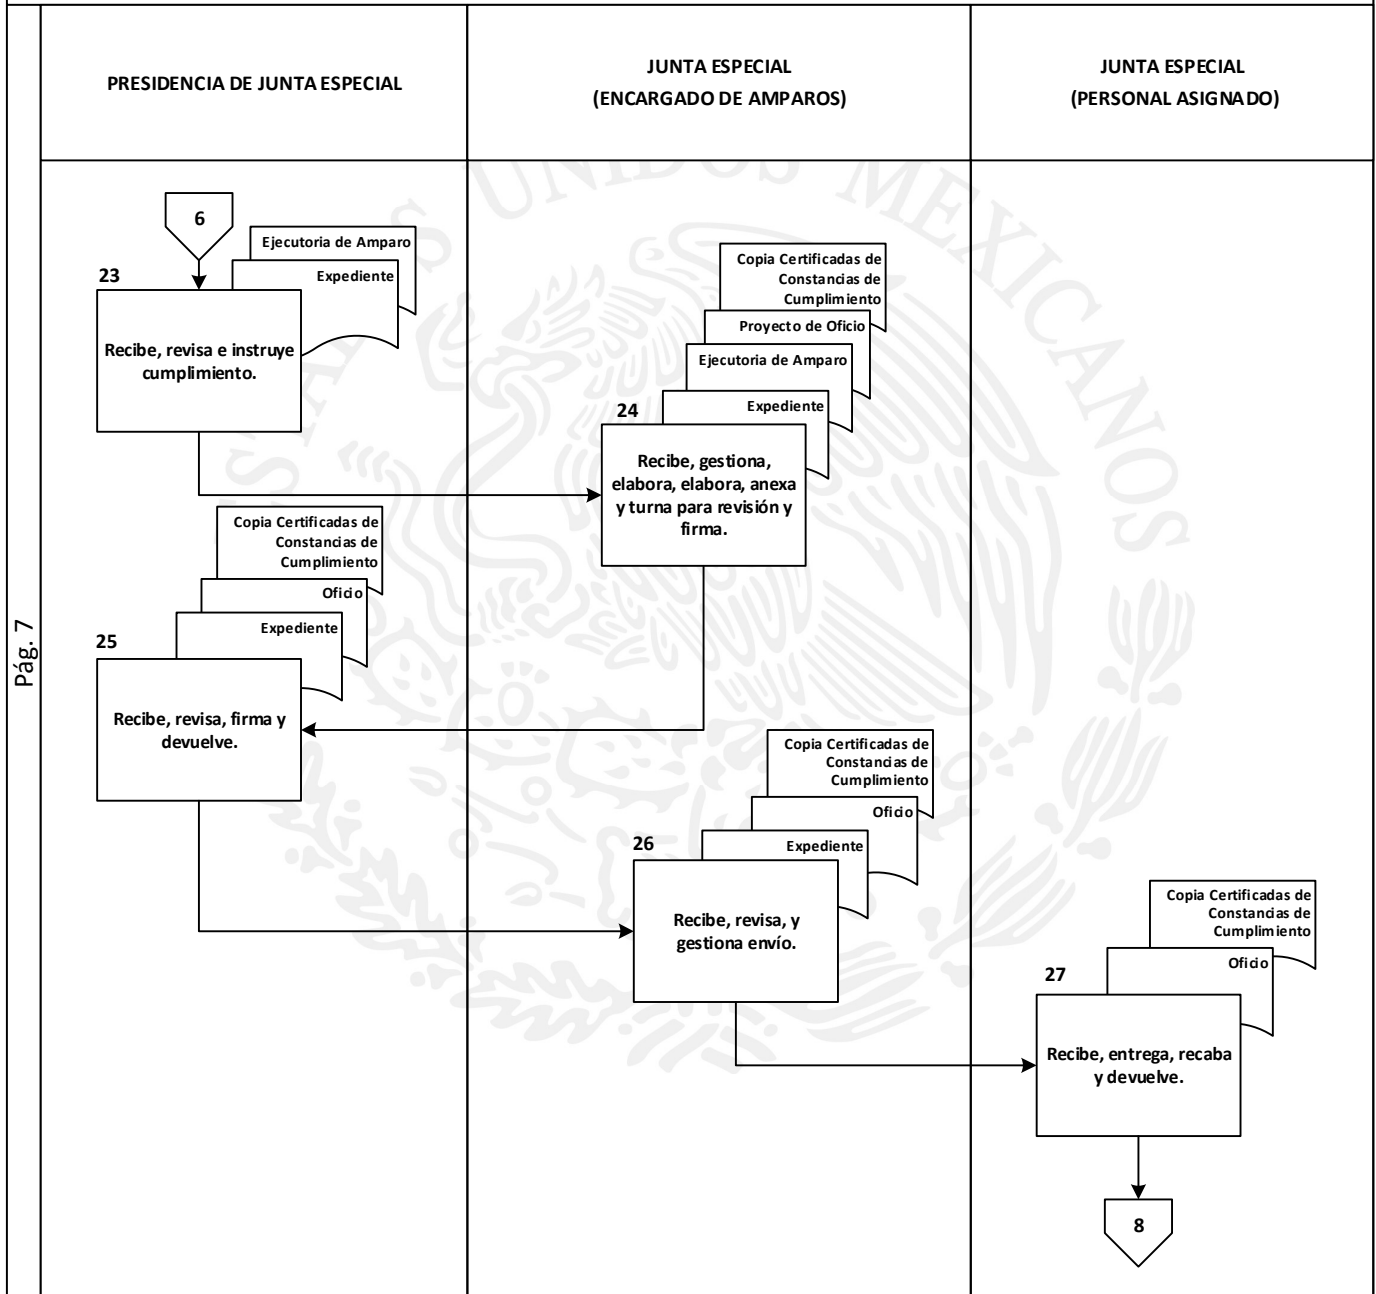 PRESIDENCIA DE JUNTA ESPECIAL
JUNTA ESPECIAL
(ENCARGADO DE AMPAROS)
JUNTA ESPECIAL
(PERSONAL ASIGNADO)
Pág. 7
6
Ejecutoria de Amparo
Expediente
23
Recibe, revisa e instruye
cumplimiento.
Copia Certificadas de
Constancias de
Cumplimiento
Proyecto de Oficio
Ejecutoria de Amparo
Expediente
24
Recibe, gestiona,
elabora, elabora, anexa
y turna para revisión y
firma.
Copia Certificadas de
Constancias de
Cumplimiento
Oficio
Expediente
25
Recibe, revisa, firma y
devuelve.
Copia Certificadas de
Constancias de
Cumplimiento
Oficio
Expediente
26
Recibe, revisa, y
gestiona envío.
Copia Certificadas de
Constancias de
Cumplimiento
Oficio
27
Recibe, entrega, recaba
y devuelve.
8
UNIDOS MEXICANOS